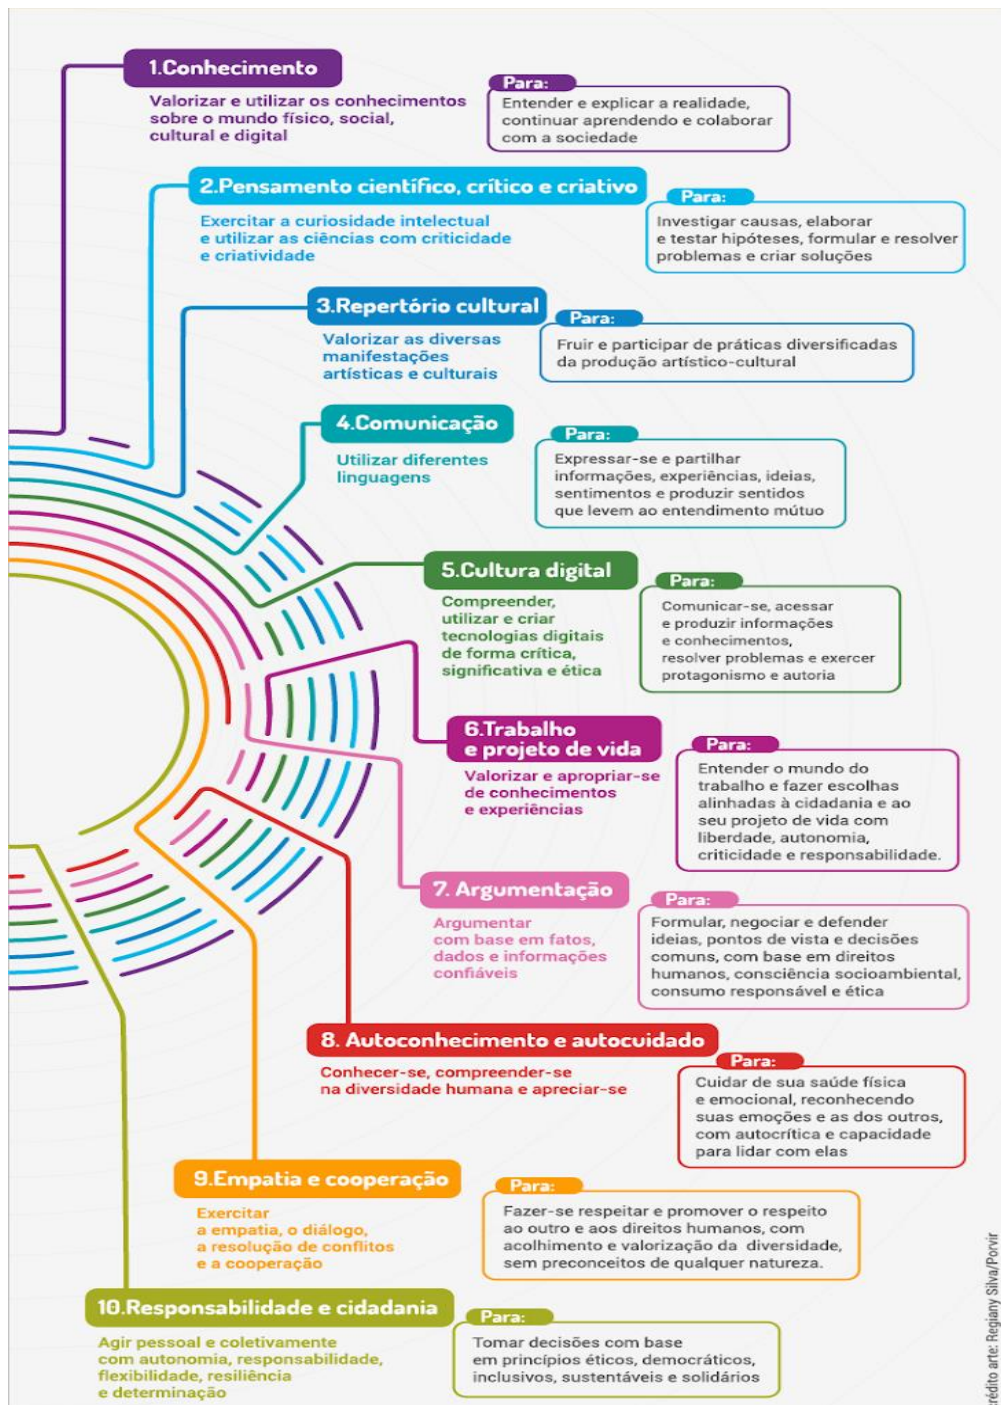 1.Conhecimento
Valorizar e utilizar os conhecimentos
sobre o mundo físico, social,
cultural e digital
Para:
Entender e explicar a realidade,
continuar aprendendo e colaborar
com a sociedade
2.Pensamento científico, crítico e criativo
Exercitar a curiosidade intelectual
e utilizar as ciências com criticidade
e criatividade
Para:
Investigar causas, elaborar
e testar hipóteses, formular e resolver
problemas e criar soluções
3.Repertório cultural
Valorizar as diversas
manifestações
artísticas e culturais
Para:
Fruir e participar de práticas diversificadas
da produção artístico-cultural
4.Comunicação
Utilizar diferentes
linguagens
Para:
Expressar-se e partilhar
informações, experiências, ideias,
sentimentos e produzir sentidos
que levem ao entendimento mútuo
5.Cultura digital
Compreender,
utilizar e criar
tecnologias digitais
de forma crítica,
significativa e ética
Para:
Comunicar-se, acessar
e produzir informações
e conhecimentos,
resolver problemas e exercer
protagonismo e autoria
6.Trabalho
e projeto de vida
Valorizar e apropriar-se
de conhecimentos
e experiências
Para:
Entender o mundo do
trabalho e fazer escolhas
alinhadas à cidadania e ao
seu projeto de vida com
liberdade, autonomia,
criticidade e responsabilidade.
7. Argumentação
Argumentar
com base em fatos,
dados e informações
confiáveis
Para:
Formular, negociar e defender
ideias, pontos de vista e decisões
comuns, com base em direitos
humanos, consciência socioambiental,
consumo responsável e ética
8. Autoconhecimento e autocuidado
Conhecer-se, compreender-se
na diversidade humana e apreciar-se
Para:
Cuidar de sua saúde física
e emocional, reconhecendo
suas emoções e as dos outros,
com autocrítica e capacidade
para lidar com elas
9.Empatia e cooperação
Exercitar
a empatia, o diálogo,
a resolução de conflitos
e a cooperação
Para:
Fazer-se respeitar e promover o respeito
ao outro e aos direitos humanos, com
acolhimento e valorização da diversidade,
sem preconceitos de qualquer natureza.
10.Responsabilidade e cidadania
Agir pessoal e coletivamente
com autonomia, responsabilidade,
flexibilidade, resiliência
e determinação
Para:
Tomar decisões com base
em princípios éticos, democráticos,
inclusivos, sustentáveis e solidários
rédito arte: Regiany Silva/Porvir